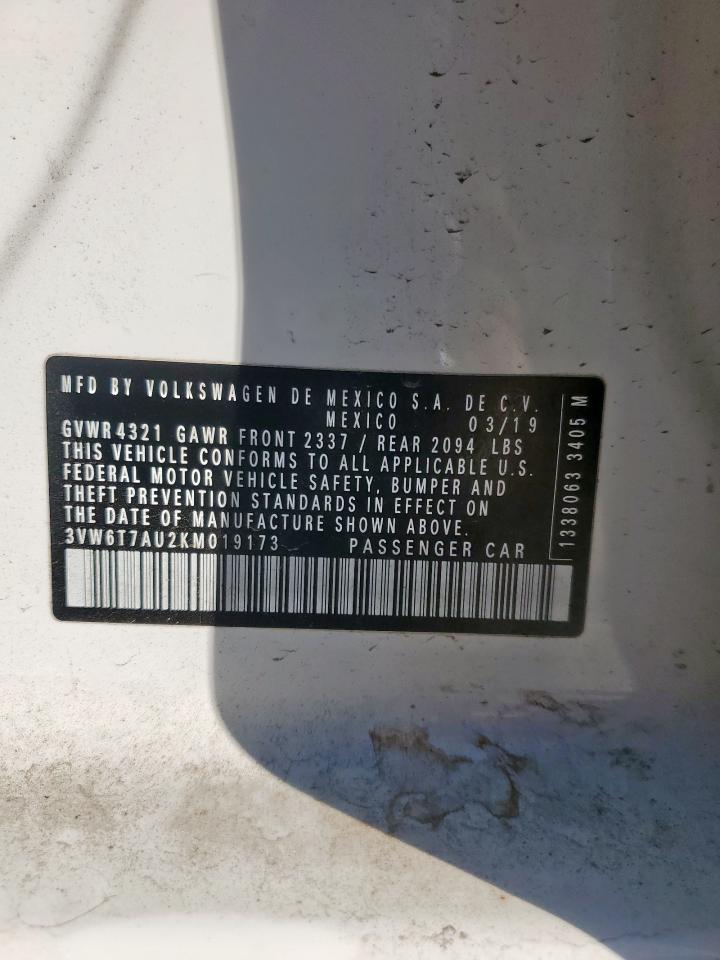 MFD BY VOLKSWAGEN DE MEXICO S.A. DE C.V.
MEXICO 03/19
GVWR 4321 GAWR FRONT 2337 / REAR 2094 LBS
THIS VEHICLE CONFORMS TO ALL APPLICABLE U.S.
FEDERAL MOTOR VEHICLE SAFETY, BUMPER AND
THEFT PREVENTION STANDARDS IN EFFECT ON
THE DATE OF MANUFACTURE SHOWN ABOVE.
3VW6T7AU2KM019173 PASSENGER CAR
1338063 3405 M